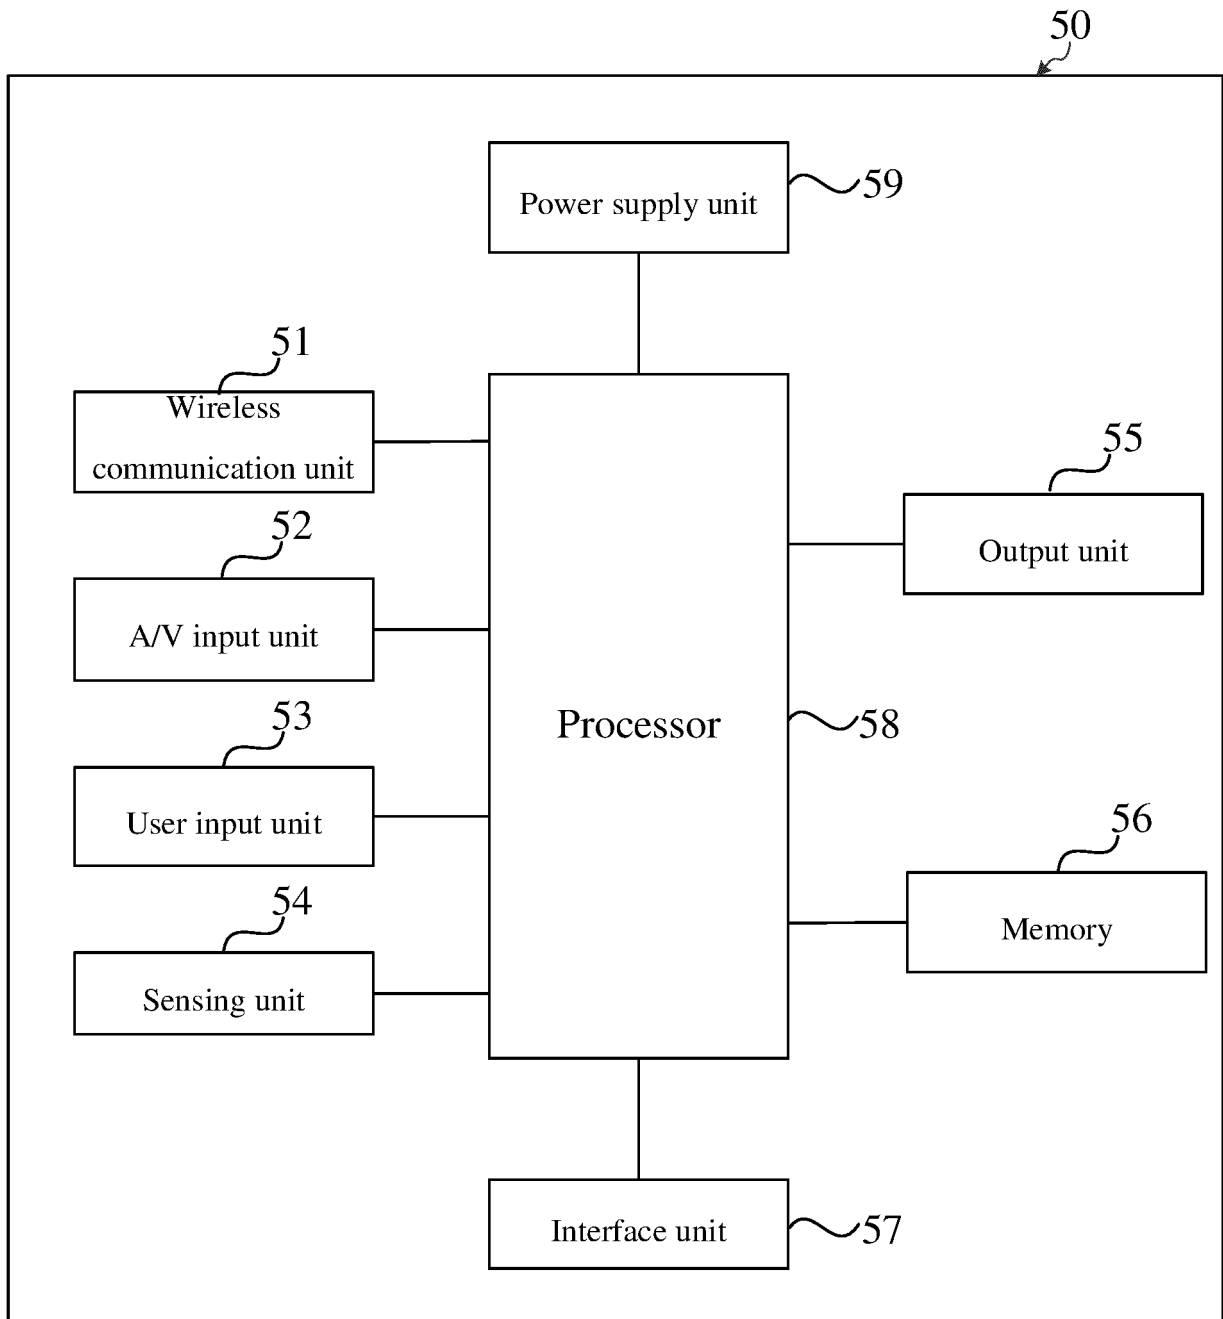 50
59
Power supply unit
51
Wireless
communication unit
55
Output unit
52
A/V input unit
53
User input unit
Processor
58
56
Memory
54
Sensing unit
Interface unit
57